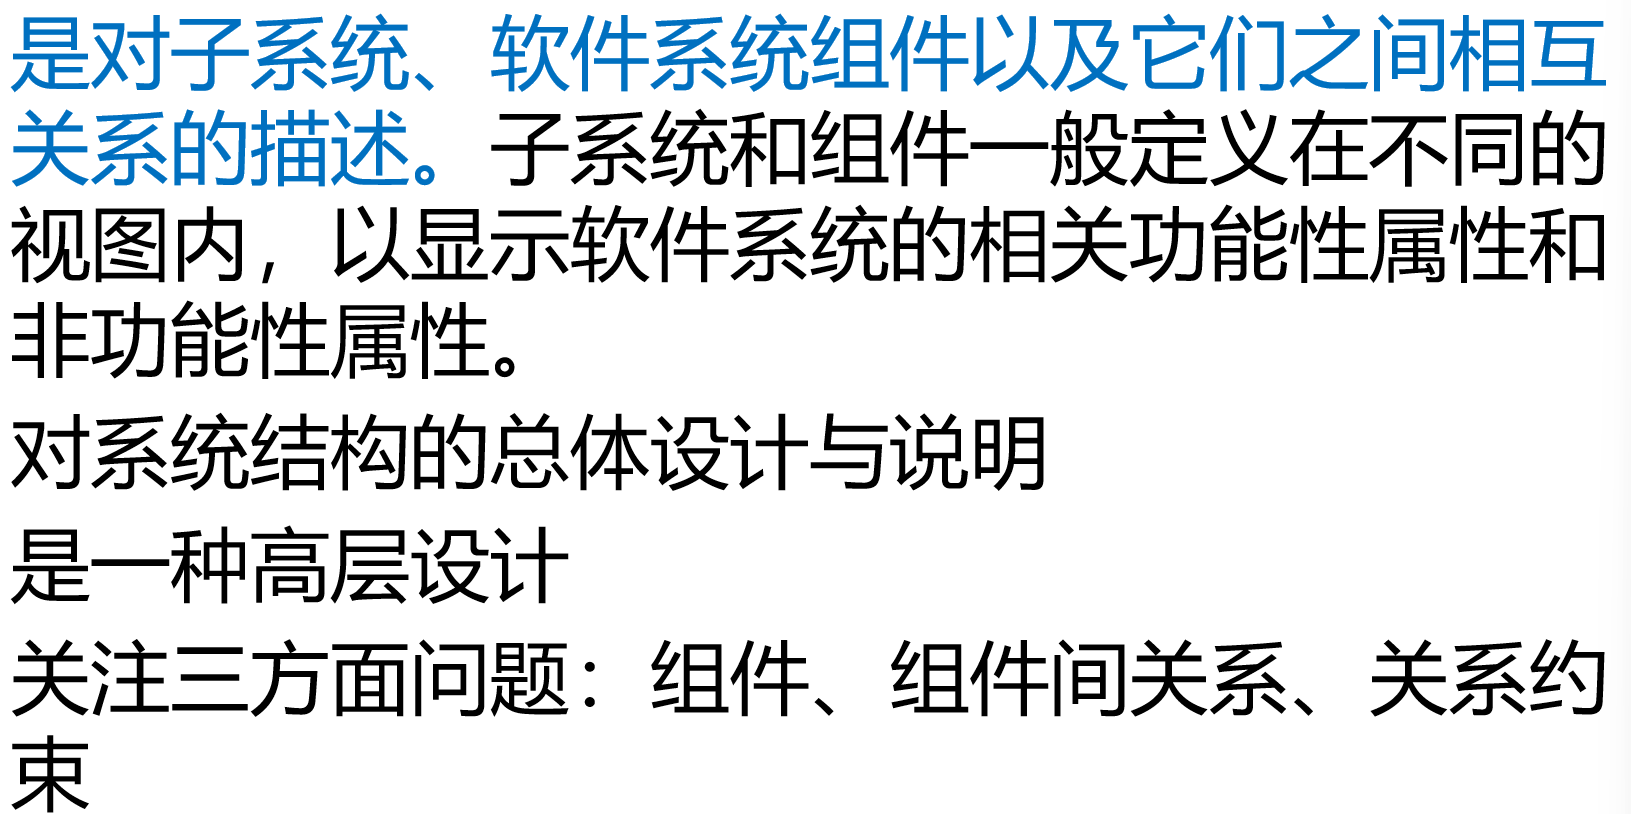 是对子系统、软件系统组件以及它们之间相互
关系的描述。子系统和组件一般定义在不同的
视图内，以显示软件系统的相关功能性属性和
非功能性属性。
对系统结构的总体设计与说明
是一种高层设计
关注三方面问题：组件、组件间关系、关系约
束